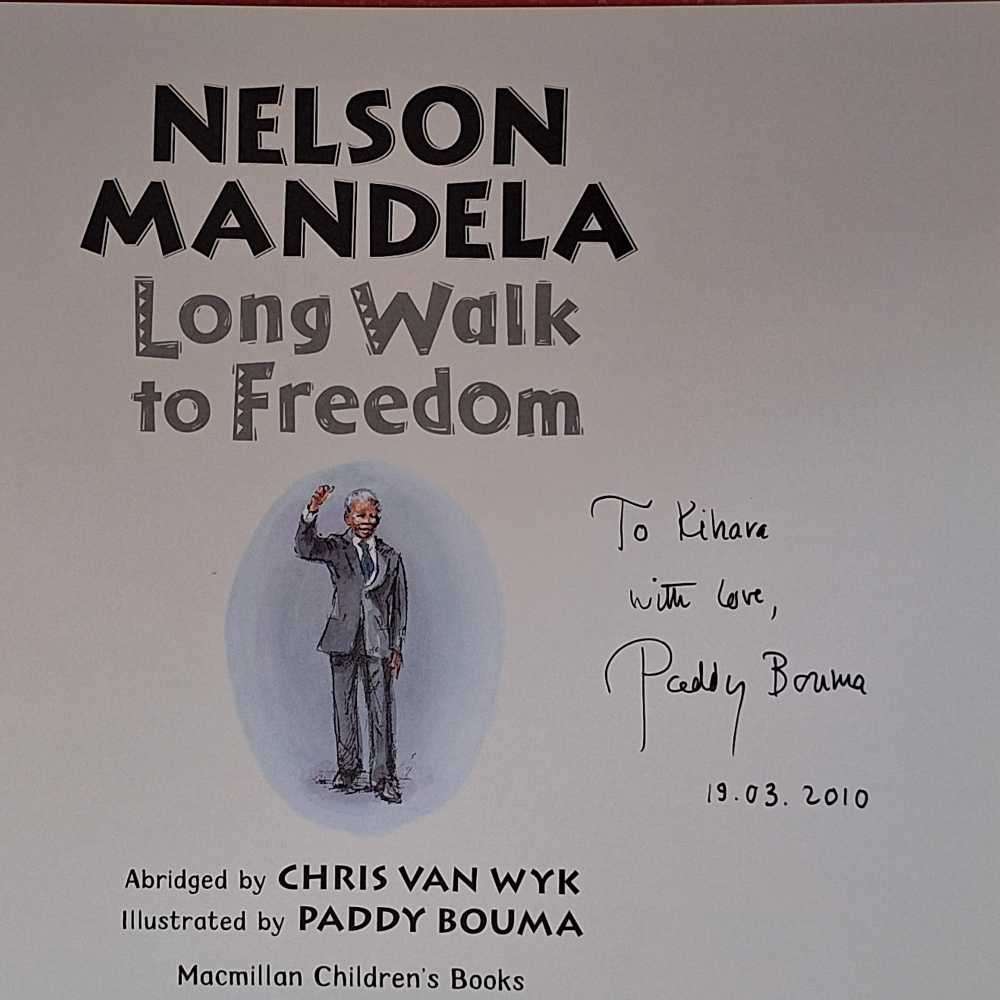 NELSON
MANDELA
Long Walk
to Freedom
To Kihara
with love,
Paddy Bouma
19.03.2010
Abridged by CHRIS VAN WYK
Illustrated by PADDY BOUMA
Macmillan Children's Books